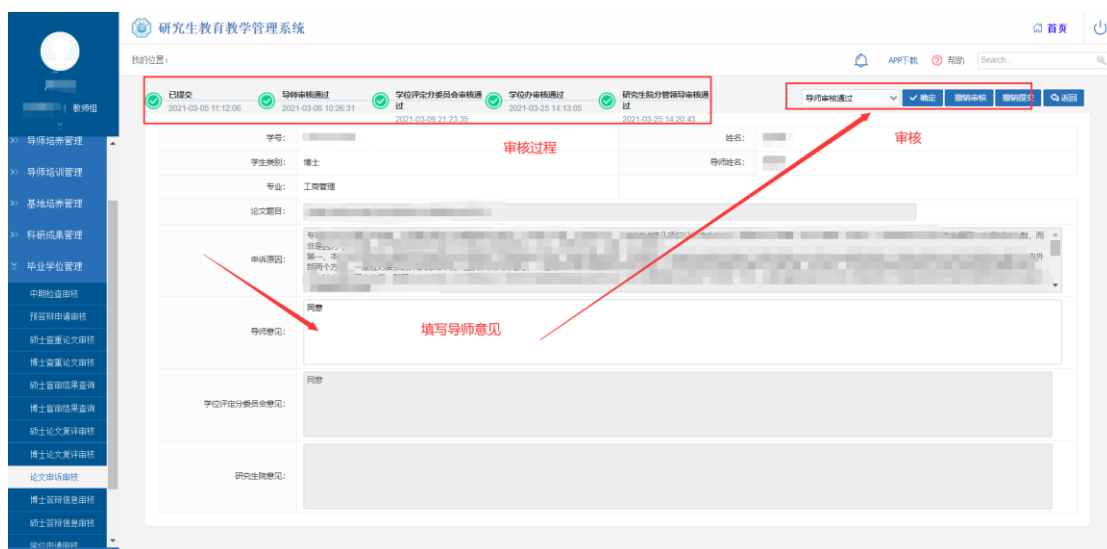 研究生教育教学管理系统
首页
我的位置：
APP下载 帮助 Search...
教师组
已提交
2021-03-05 11:12:06
导师审核通过
2021-03-06 10:26:31
学位评定分委员会审核通过
2021-03-09 21:23:35
学位办审核通过
2021-03-25 14:13:05
研究生院分管领导审核通过
2021-03-25 14:20:43
导师审核通过 确定 撤销审核 撤销提交 返回
审核过程
审核
导师培养管理
导师培训管理
基地培养管理
科研成果管理
毕业学位管理
中期检查审核
预答辩申请审核
硕士查重论文审核
博士查重论文审核
硕士盲审结果查询
博士盲审结果查询
硕士论文复评审核
博士论文复评审核
论文申诉审核
博士答辩信息审核
硕士答辩信息审核
学位申请审核
学号： 姓名：
学生类别： 博士 导师姓名：
专业： 工商管理
论文题目：
申诉原因：
导师意见： 同意
填写导师意见
学位评定分委员会意见： 同意
研究生院意见：